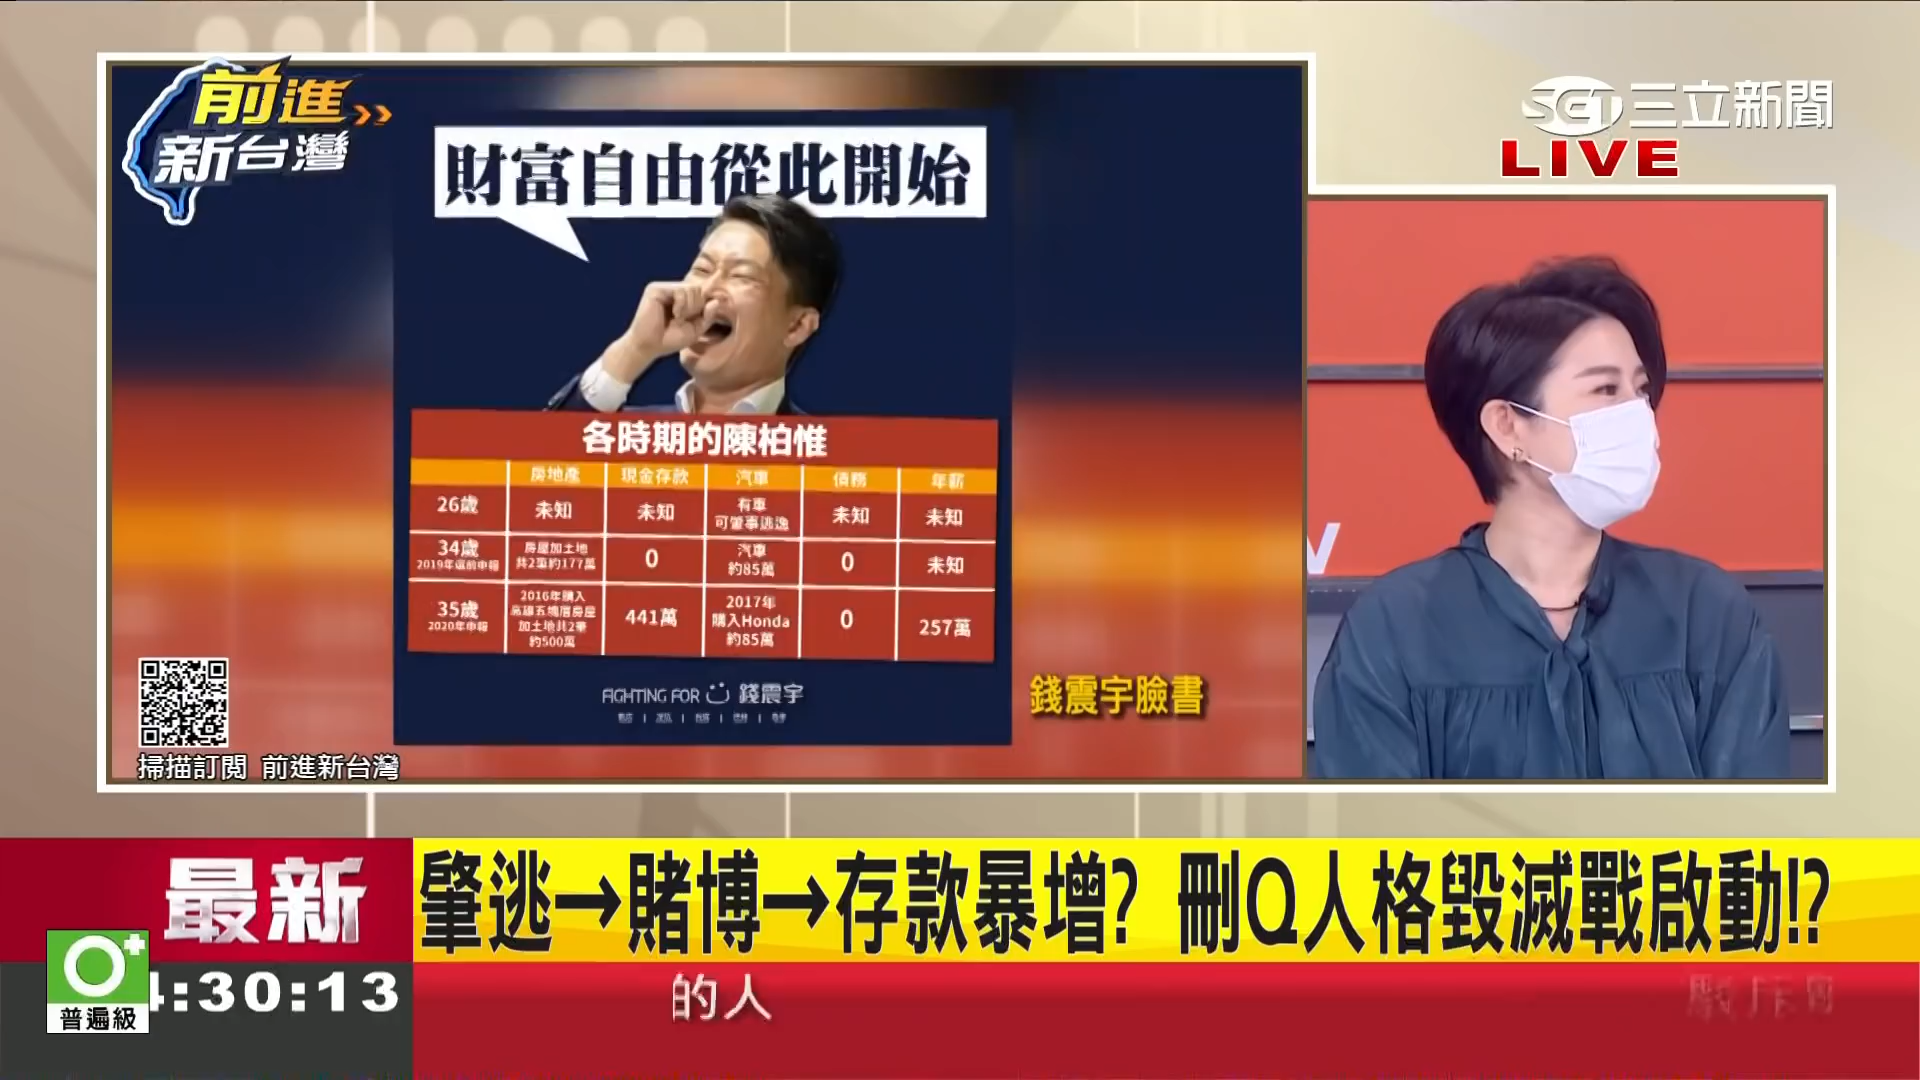 前進
新台灣
SET三立新聞
LIVE
財富自由從此開始
各時期的陳柏惟
房地產 現金存款 汽車 債務 年薪
26歲 未知 未知 有車 可肇事逃逸 未知 未知
34歲 2019年選前申報 房屋加土地 共2筆約177萬 0 汽車 約85萬 0 未知
35歲 2020年申報 2016年購入 高雄五塊厝房屋 加土地共2筆 約500萬 441萬 2017年 購入Honda 約85萬 0 257萬
FIGHTING FOR 錢震宇
錢震宇臉書
掃描訂閱 前進新台灣
最新
肇逃→賭博→存款暴增? 刪Q人格毀滅戰啟動!?
4:30:13
普遍級
的人